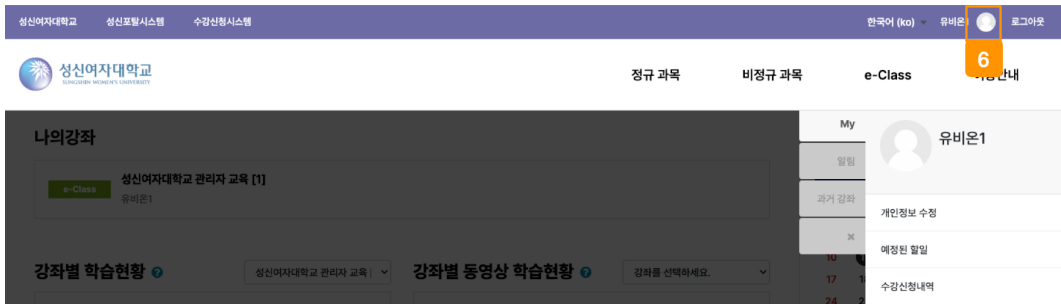 성신여자대학교 성신포탈시스템 수강신청시스템 한국어 (ko) 유비온1 로그아웃
6
성신여자대학교
SUNGSHIN WOMEN'S UNIVERSITY
정규 과목 비정규 과목 e-Class
My
유비온1
나의강좌
알림
e-Class
성신여자대학교 관리자 교육 [1]
유비온1
과거 강좌
개인정보 수정
예정된 할일
강좌별 학습현황
성신여자대학교 관리자 교육
강좌별 동영상 학습현황
강좌를 선택하세요.
10
17
24
수강신청내역